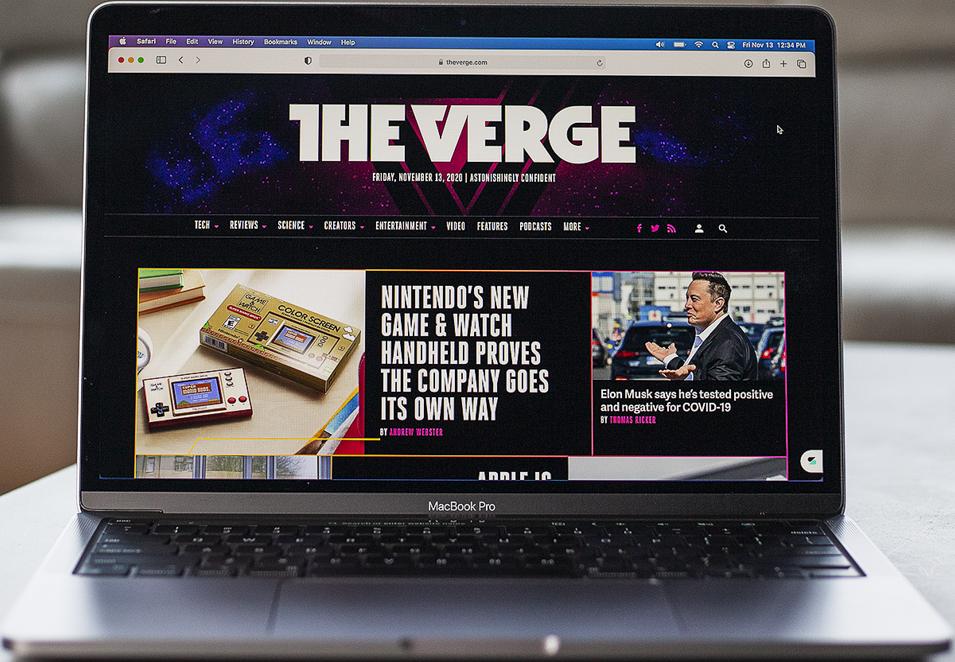 Safari File Edit View History Bookmarks Window Help
Fri Nov 13 12:34 PM
theverge.com
THE VERGE
FRIDAY, NOVEMBER 13, 2020 | ASTONISHINGLY CONFIDENT
TECH REVIEWS SCIENCE CREATORS ENTERTAINMENT VIDEO FEATURES PODCASTS MORE
GAME & WATCH
COLOR SCREEN
NINTENDO'S NEW
GAME & WATCH
HANDHELD PROVES
THE COMPANY GOES
ITS OWN WAY
BY ANDREW WEBSTER
Elon Musk says he's tested positive
and negative for COVID-19
BY THOMAS RICKER
APPLE IS
MacBook Pro